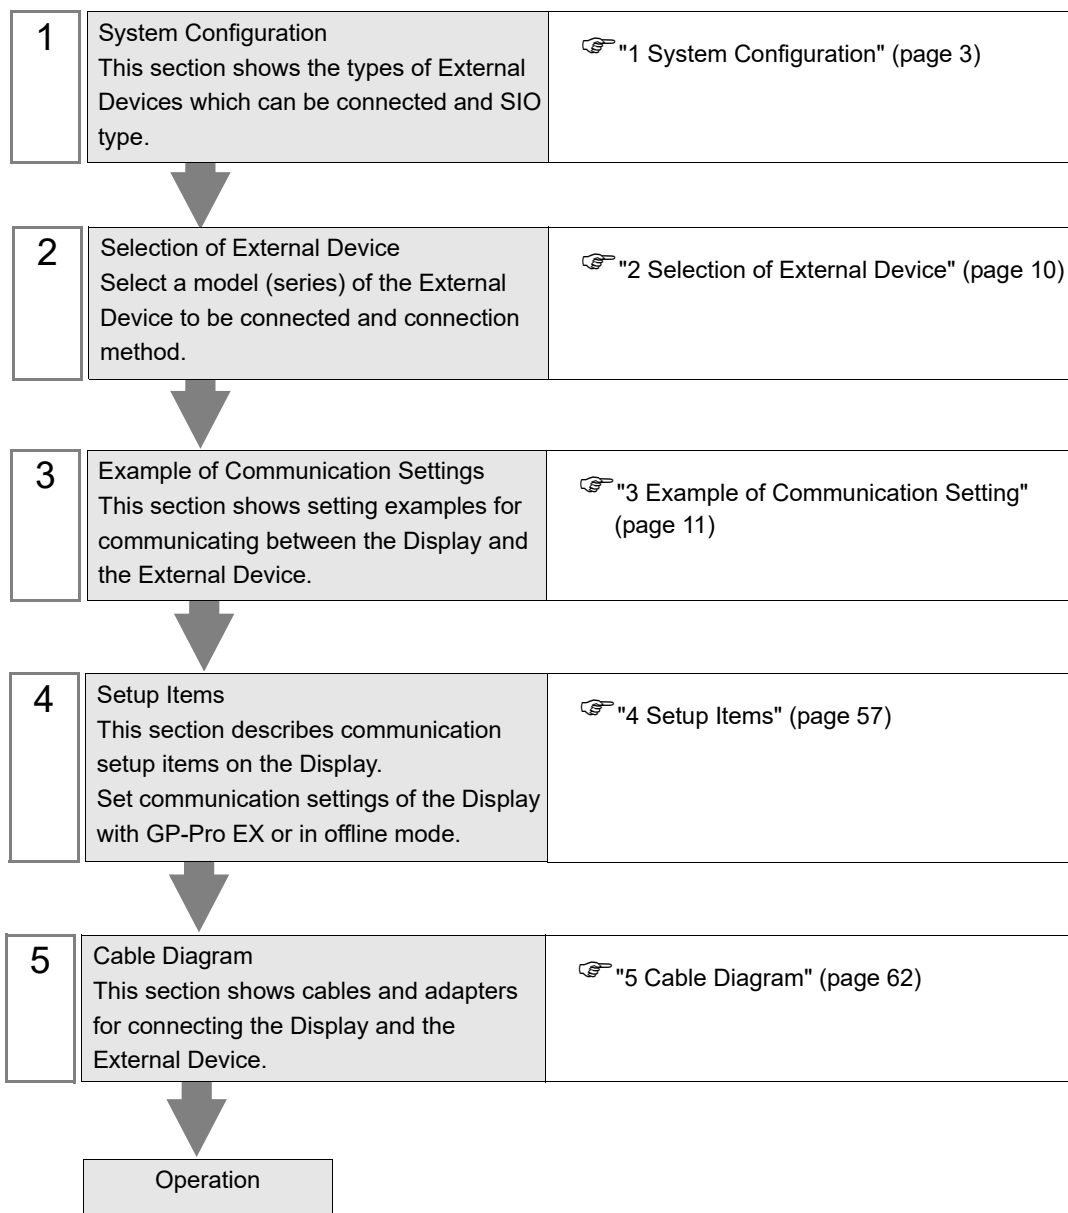 1
System Configuration
This section shows the types of External
Devices which can be connected and SIO
type.
"1 System Configuration" (page 3)
2
Selection of External Device
Select a model (series) of the External
Device to be connected and connection
method.
"2 Selection of External Device" (page 10)
3
Example of Communication Settings
This section shows setting examples for
communicating between the Display and
the External Device.
"3 Example of Communication Setting"
(page 11)
4
Setup Items
This section describes communication
setup items on the Display.
Set communication settings of the Display
with GP-Pro EX or in offline mode.
"4 Setup Items" (page 57)
5
Cable Diagram
This section shows cables and adapters
for connecting the Display and the
External Device.
"5 Cable Diagram" (page 62)
Operation